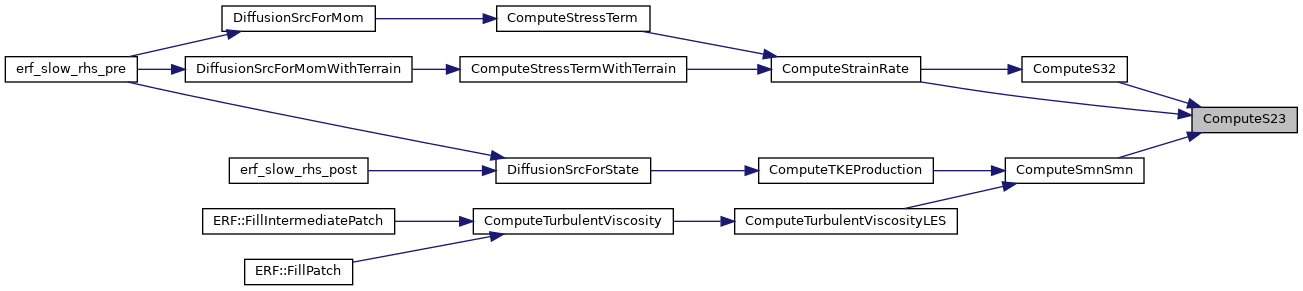 DiffusionSrcForMom
ComputeStressTerm
erf_slow_rhs_pre
DiffusionSrcForMomWithTerrain
ComputeStressTermWithTerrain
ComputeStrainRate
ComputeS32
ComputeS23
erf_slow_rhs_post
DiffusionSrcForState
ComputeTKEProduction
ComputeSmnSmn
ERF::FillIntermediatePatch
ComputeTurbulentViscosity
ComputeTurbulentViscosityLES
ERF::FillPatch